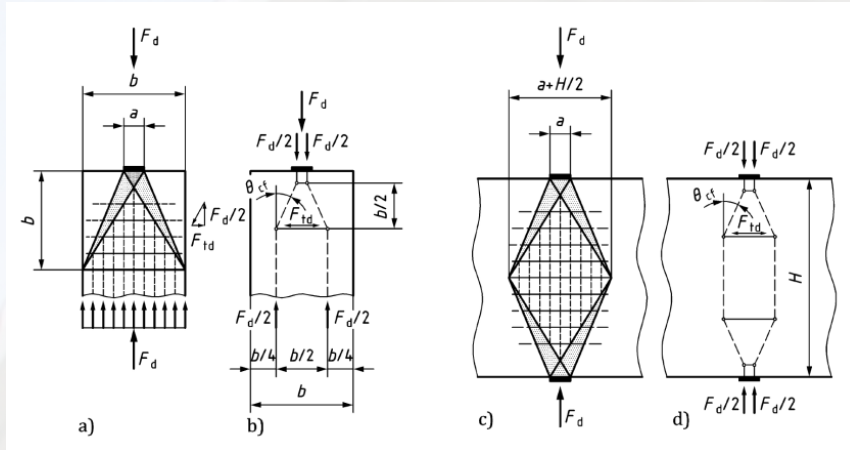 F_d
b
a
b
F_d/2
F_td
F_d
a)
F_d
F_d/2 F_d/2
θ_cf
F_td
b/2
F_d/2 F_d/2
b/4 b/2 b/4
b
b)
F_d
a+H/2
a
F_d
c)
F_d/2 F_d/2
θ_cf
F_td
H
F_d/2 F_d/2
d)